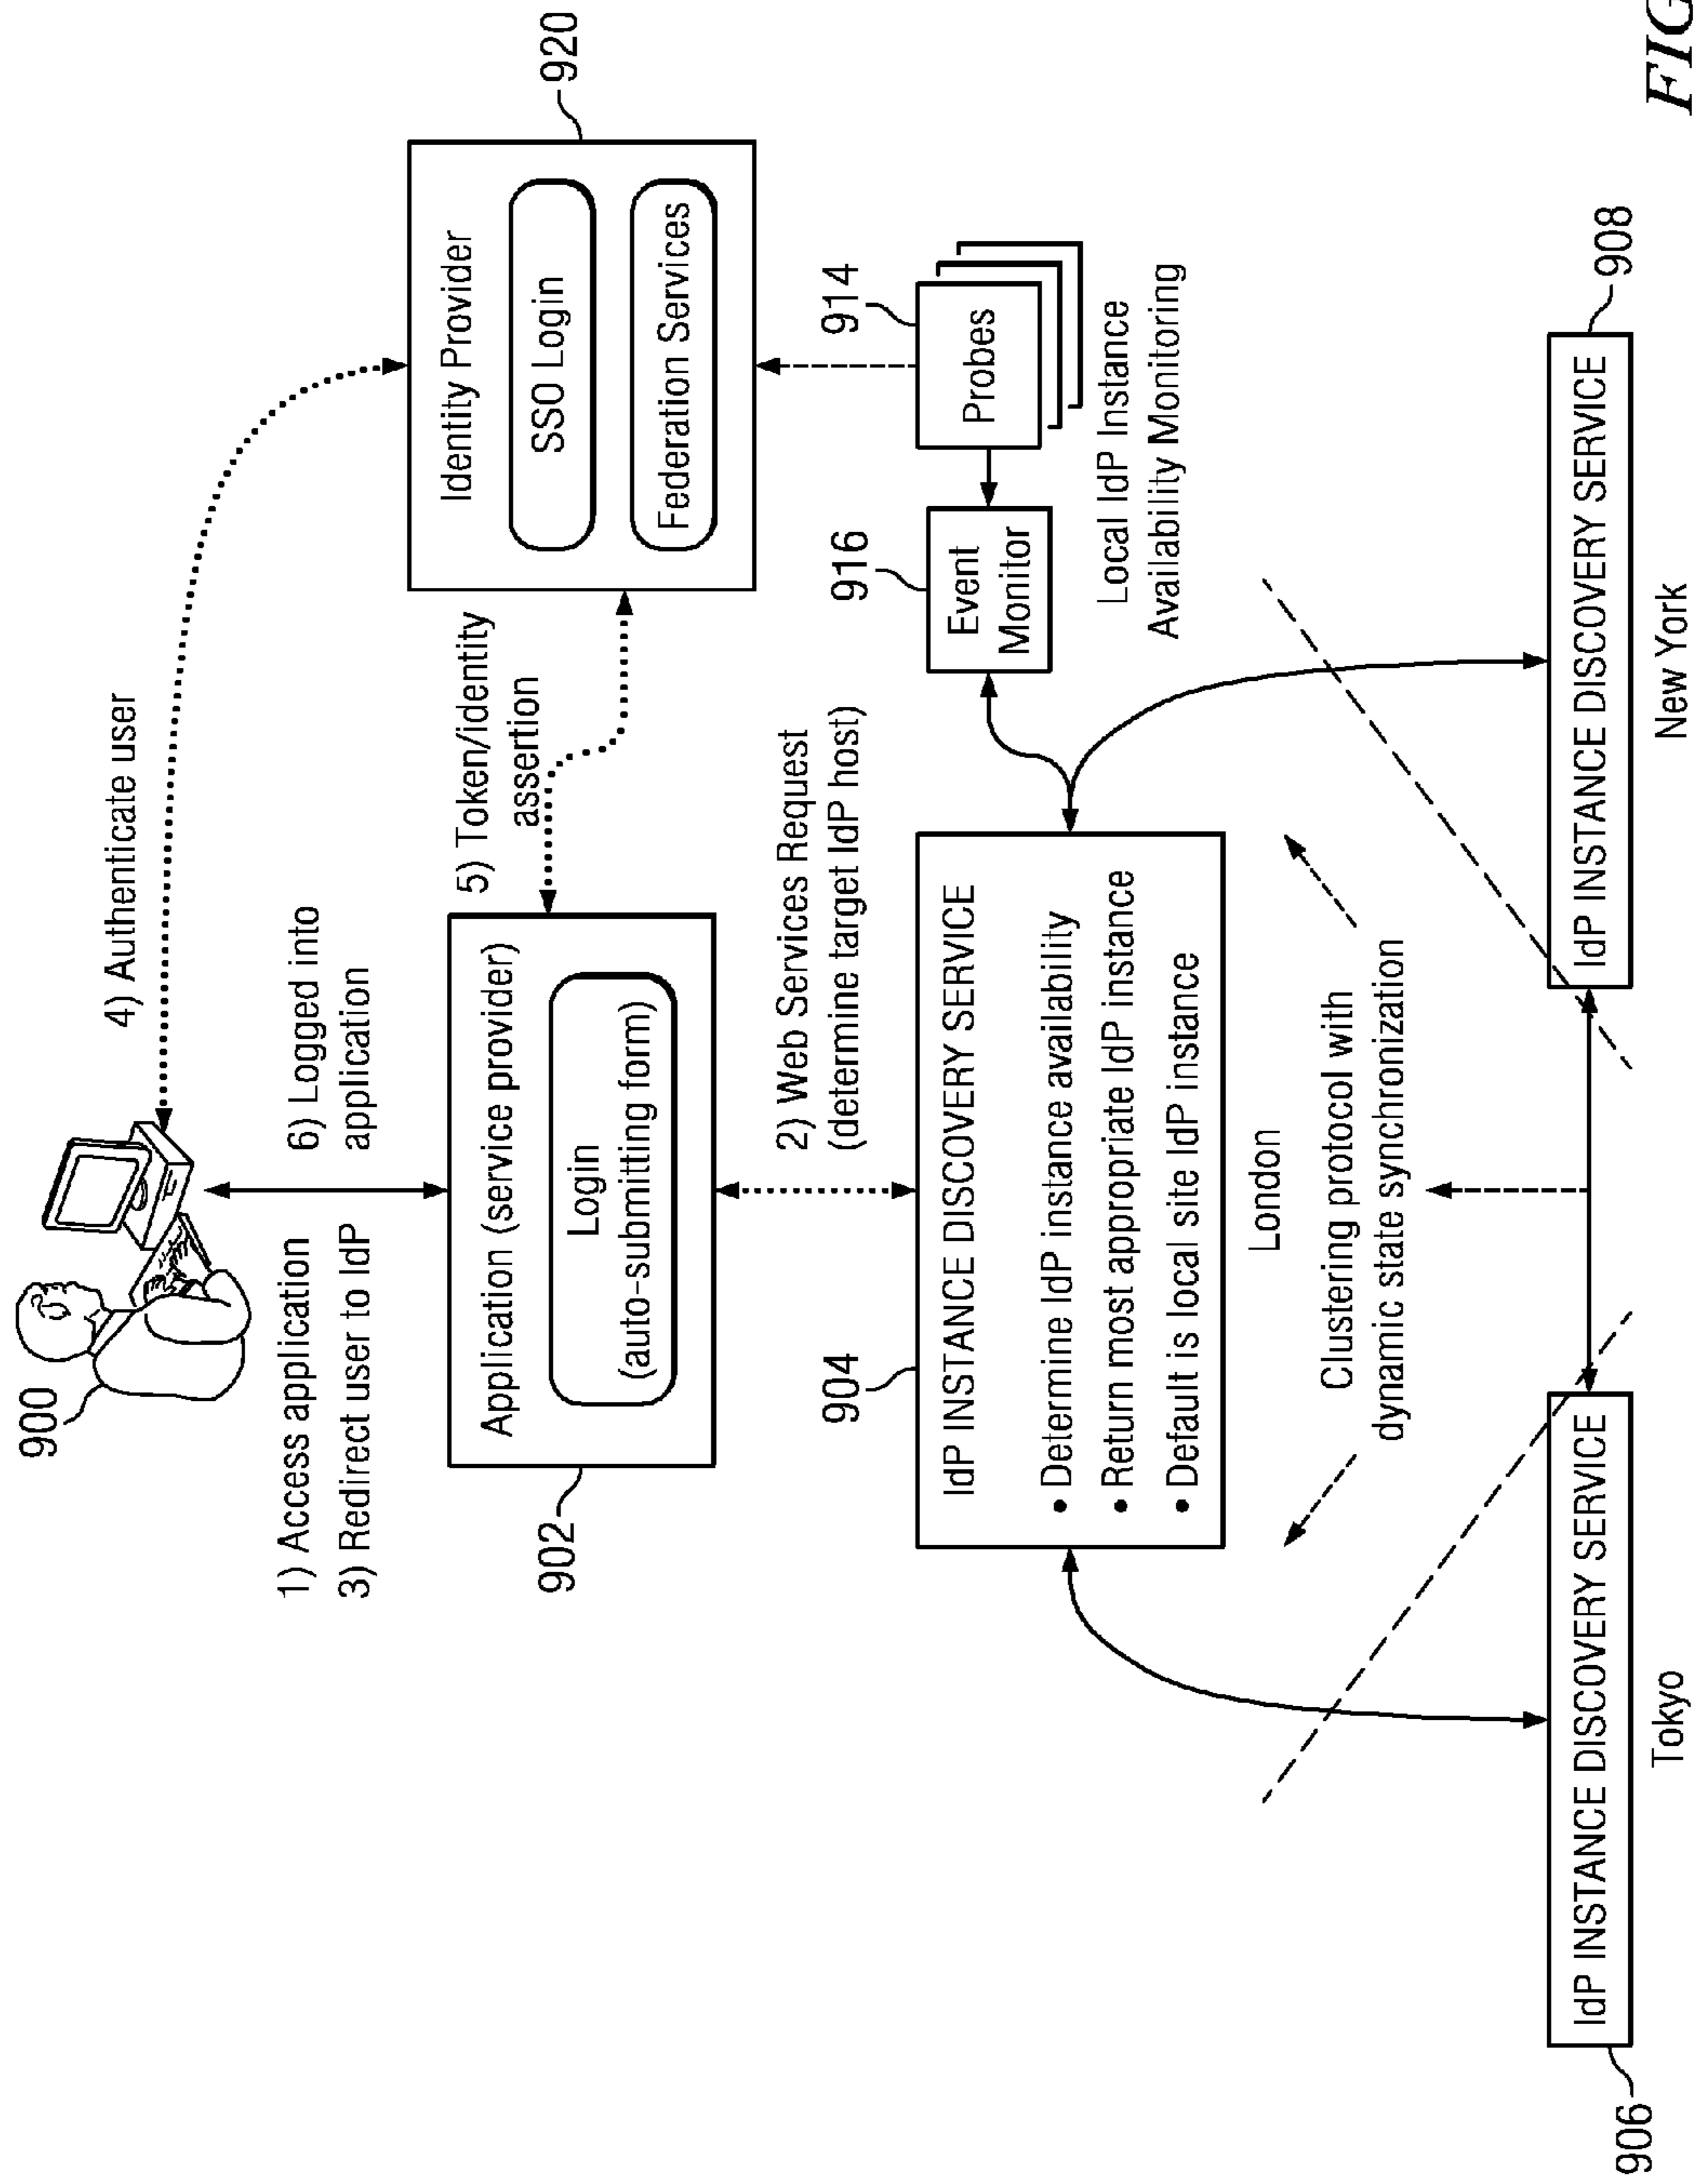 900
4) Authenticate user
1) Access application
3) Redirect user to IdP
6) Logged into
application
902
Application (service provider)
Login
(auto-submitting form)
5) Token/identity
assertion
920
Identity Provider
SSO Login
Federation Services
2) Web Services Request
(determine target IdP host)
904
IdP INSTANCE DISCOVERY SERVICE
• Determine IdP instance availability
• Return most appropriate IdP instance
• Default is local site IdP instance
London
916
Event
Monitor
914
Probes
Local IdP Instance
Availability Monitoring
Clustering protocol with
dynamic state synchronization
906
IdP INSTANCE DISCOVERY SERVICE
Tokyo
IdP INSTANCE DISCOVERY SERVICE
908
New York
FIG